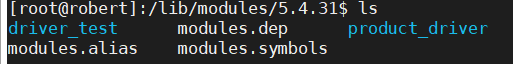 [root@robert]:/lib/modules/5.4.31$ ls
driver_test modules.dep product_driver
modules.alias modules.symbols